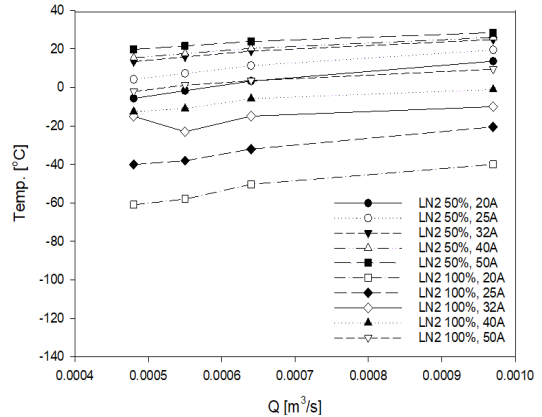 40
20
0
-20
-40
-60
-80
-100
-120
-140
Temp. [°C]
LN2 50%, 20A
LN2 50%, 25A
LN2 50%, 32A
LN2 50%, 40A
LN2 50%, 50A
LN2 100%, 20A
LN2 100%, 25A
LN2 100%, 32A
LN2 100%, 40A
LN2 100%, 50A
0.0004 0.0005 0.0006 0.0007 0.0008 0.0009 0.0010
Q [m³/s]